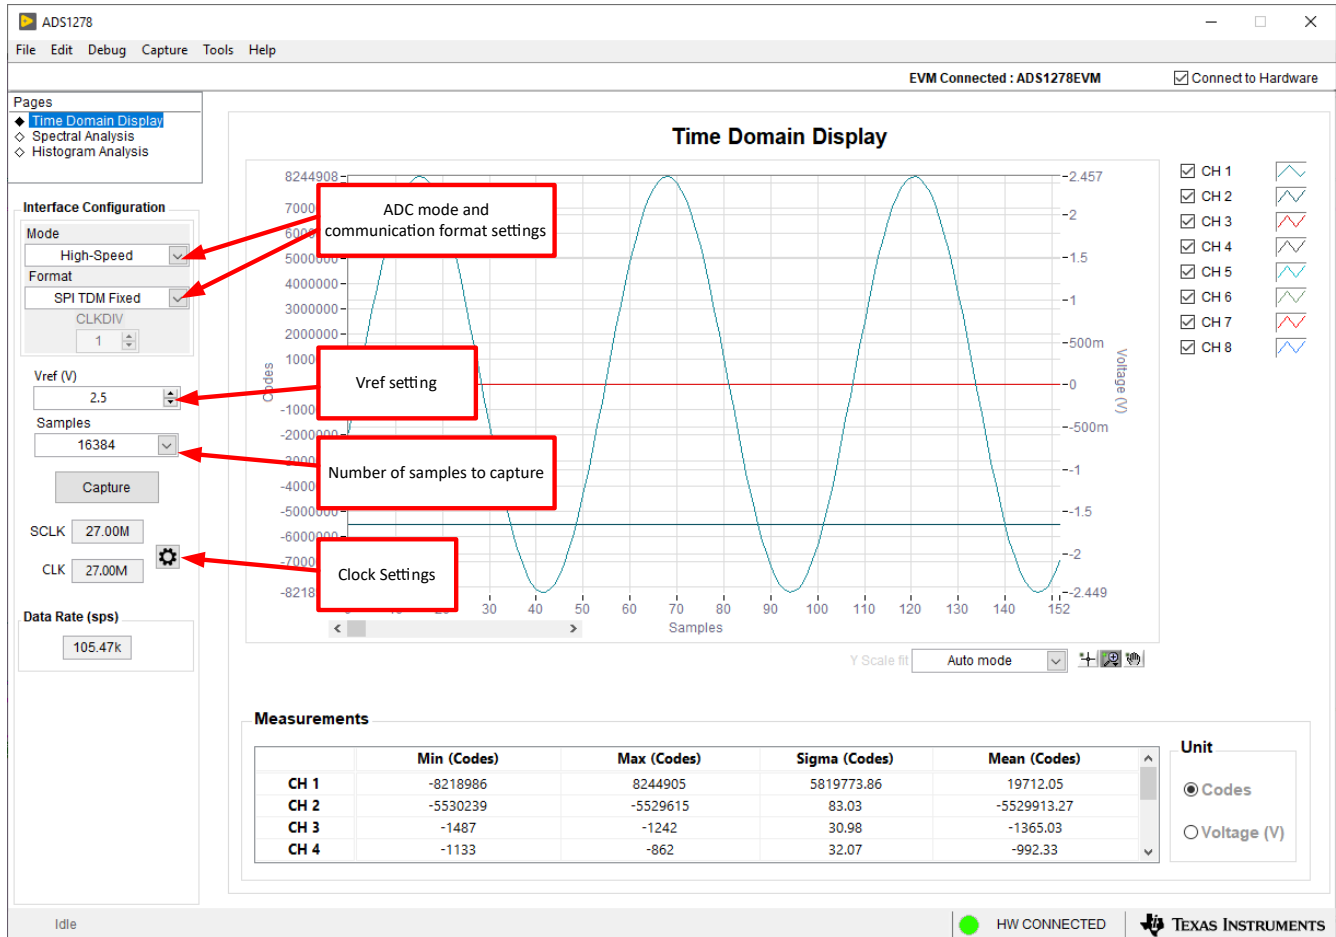 ADS1278
File Edit Debug Capture Tools Help
EVM Connected : ADS1278EVM
Connect to Hardware
Pages
Time Domain Display
Spectral Analysis
Histogram Analysis
Interface Configuration
Mode
High-Speed
Format
SPI TDM Fixed
CLKDIV
1
Vref (V)
2.5
Samples
16384
Capture
SCLK 27.00M
CLK 27.00M
Data Rate (sps)
105.47k
Time Domain Display
8244908
5000000
4000000
3000000
2000000
-5000000
-6000000
Codes
ADC mode and
communication format settings
Vref setting
Number of samples to capture
Clock Settings
2.457
2
1.5
1
500m
0
-500m
-1
-1.5
-2
-2.449
Voltage (V)
30 40 50 60 70 80 90 100 110 120 130 140 152
Samples
CH 1
CH 2
CH 3
CH 4
CH 5
CH 6
CH 7
CH 8
Y Scale fit Auto mode
Measurements
Min (Codes) Max (Codes) Sigma (Codes) Mean (Codes)
CH 1 -8218986 8244905 5819773.86 19712.05
CH 2 -5530239 -5529615 83.03 -5529913.27
CH 3 -1487 -1242 30.98 -1365.03
CH 4 -1133 -862 32.07 -992.33
Unit
Codes
Voltage (V)
Idle
HW CONNECTED
TEXAS INSTRUMENTS